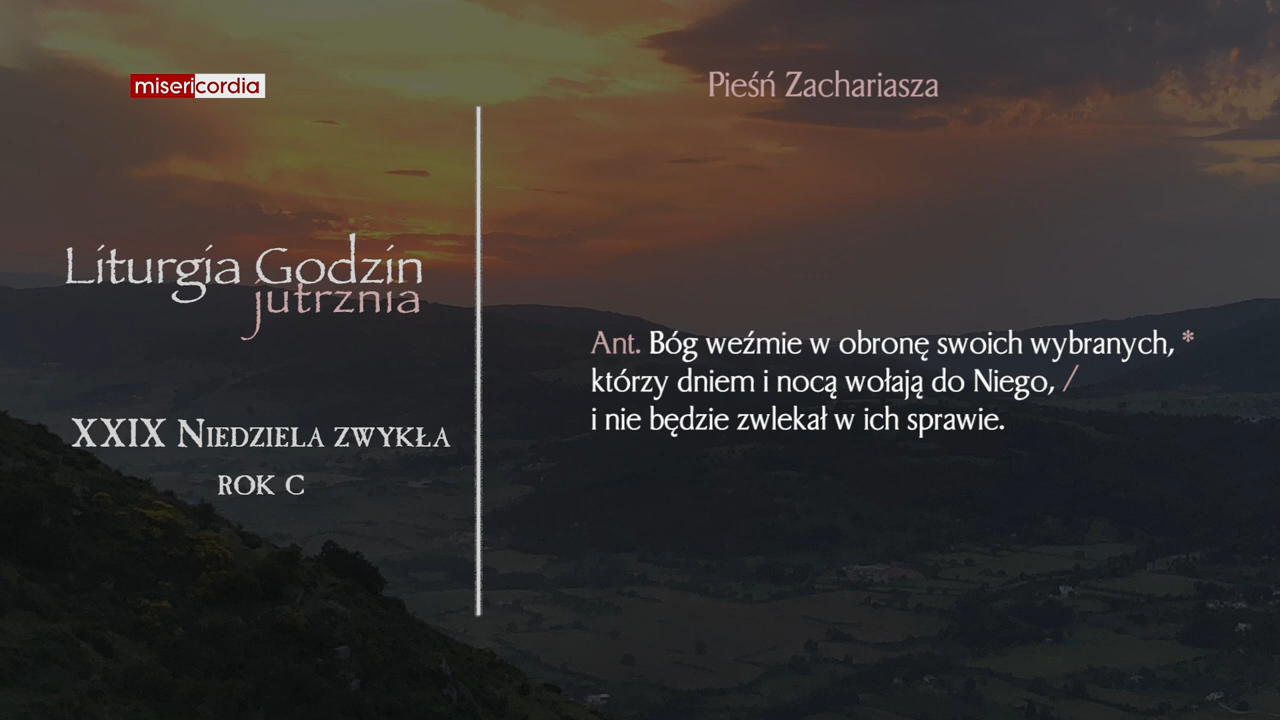 misericordia
Liturgia Godzin
jutrznia
XXIX Niedziela zwykła
rok C
Pieśń Zachariasza
Ant. Bóg weźmie w obronę swoich wybranych, *
którzy dniem i nocą wołają do Niego, /
i nie będzie zwlekał w ich sprawie.